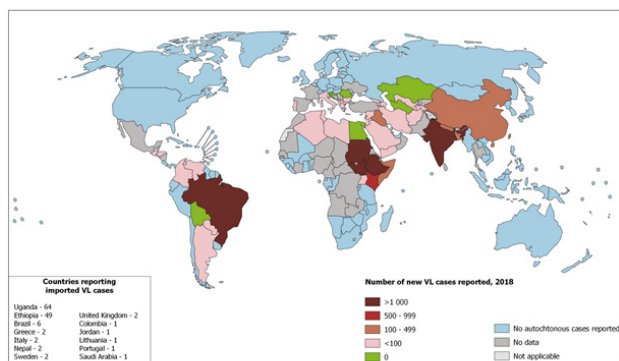 Countries reporting
imported VL cases
Uganda - 64
Ethiopia - 49
Brazil - 6
Greece - 2
Italy - 2
Nepal - 2
Sweden - 2
United Kingdom - 2
Colombia - 1
Jordan - 1
Lithuania - 1
Portugal - 1
Saudi Arabia - 1
Number of new VL cases reported, 2018
>1 000
500 - 999
100 - 499
<100
0
No autochtonous cases reported
No data
Not applicable